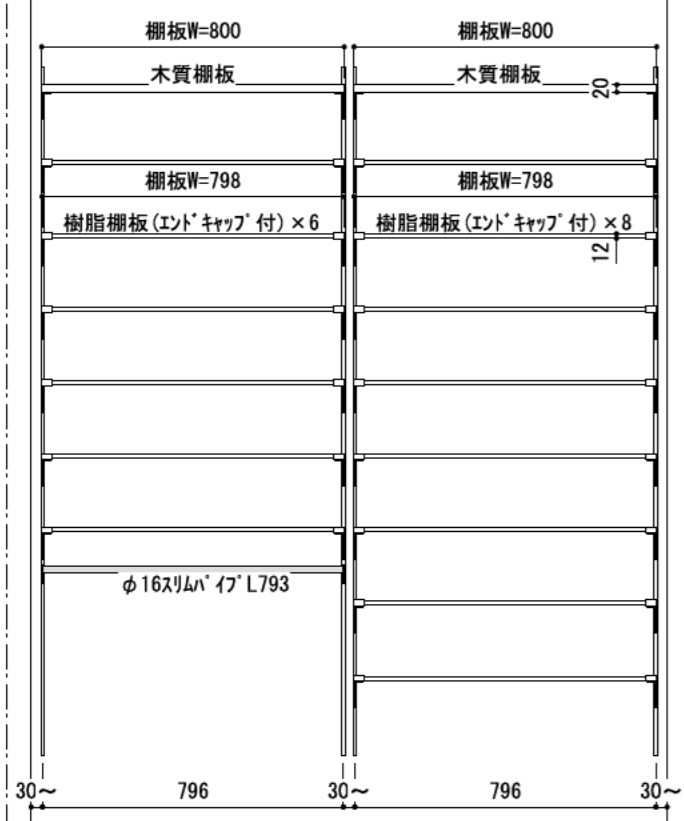 棚板W=800 棚板W=800
木質棚板 木質棚板
20
棚板W=798 棚板W=798
樹脂棚板(ｴﾝﾄﾞｷｬｯﾌﾟ付)×6 樹脂棚板(ｴﾝﾄﾞｷｬｯﾌﾟ付)×8
12
φ16ｽﾘﾑﾊﾟｲﾌﾟL793
30～ 796 30～ 796 30～